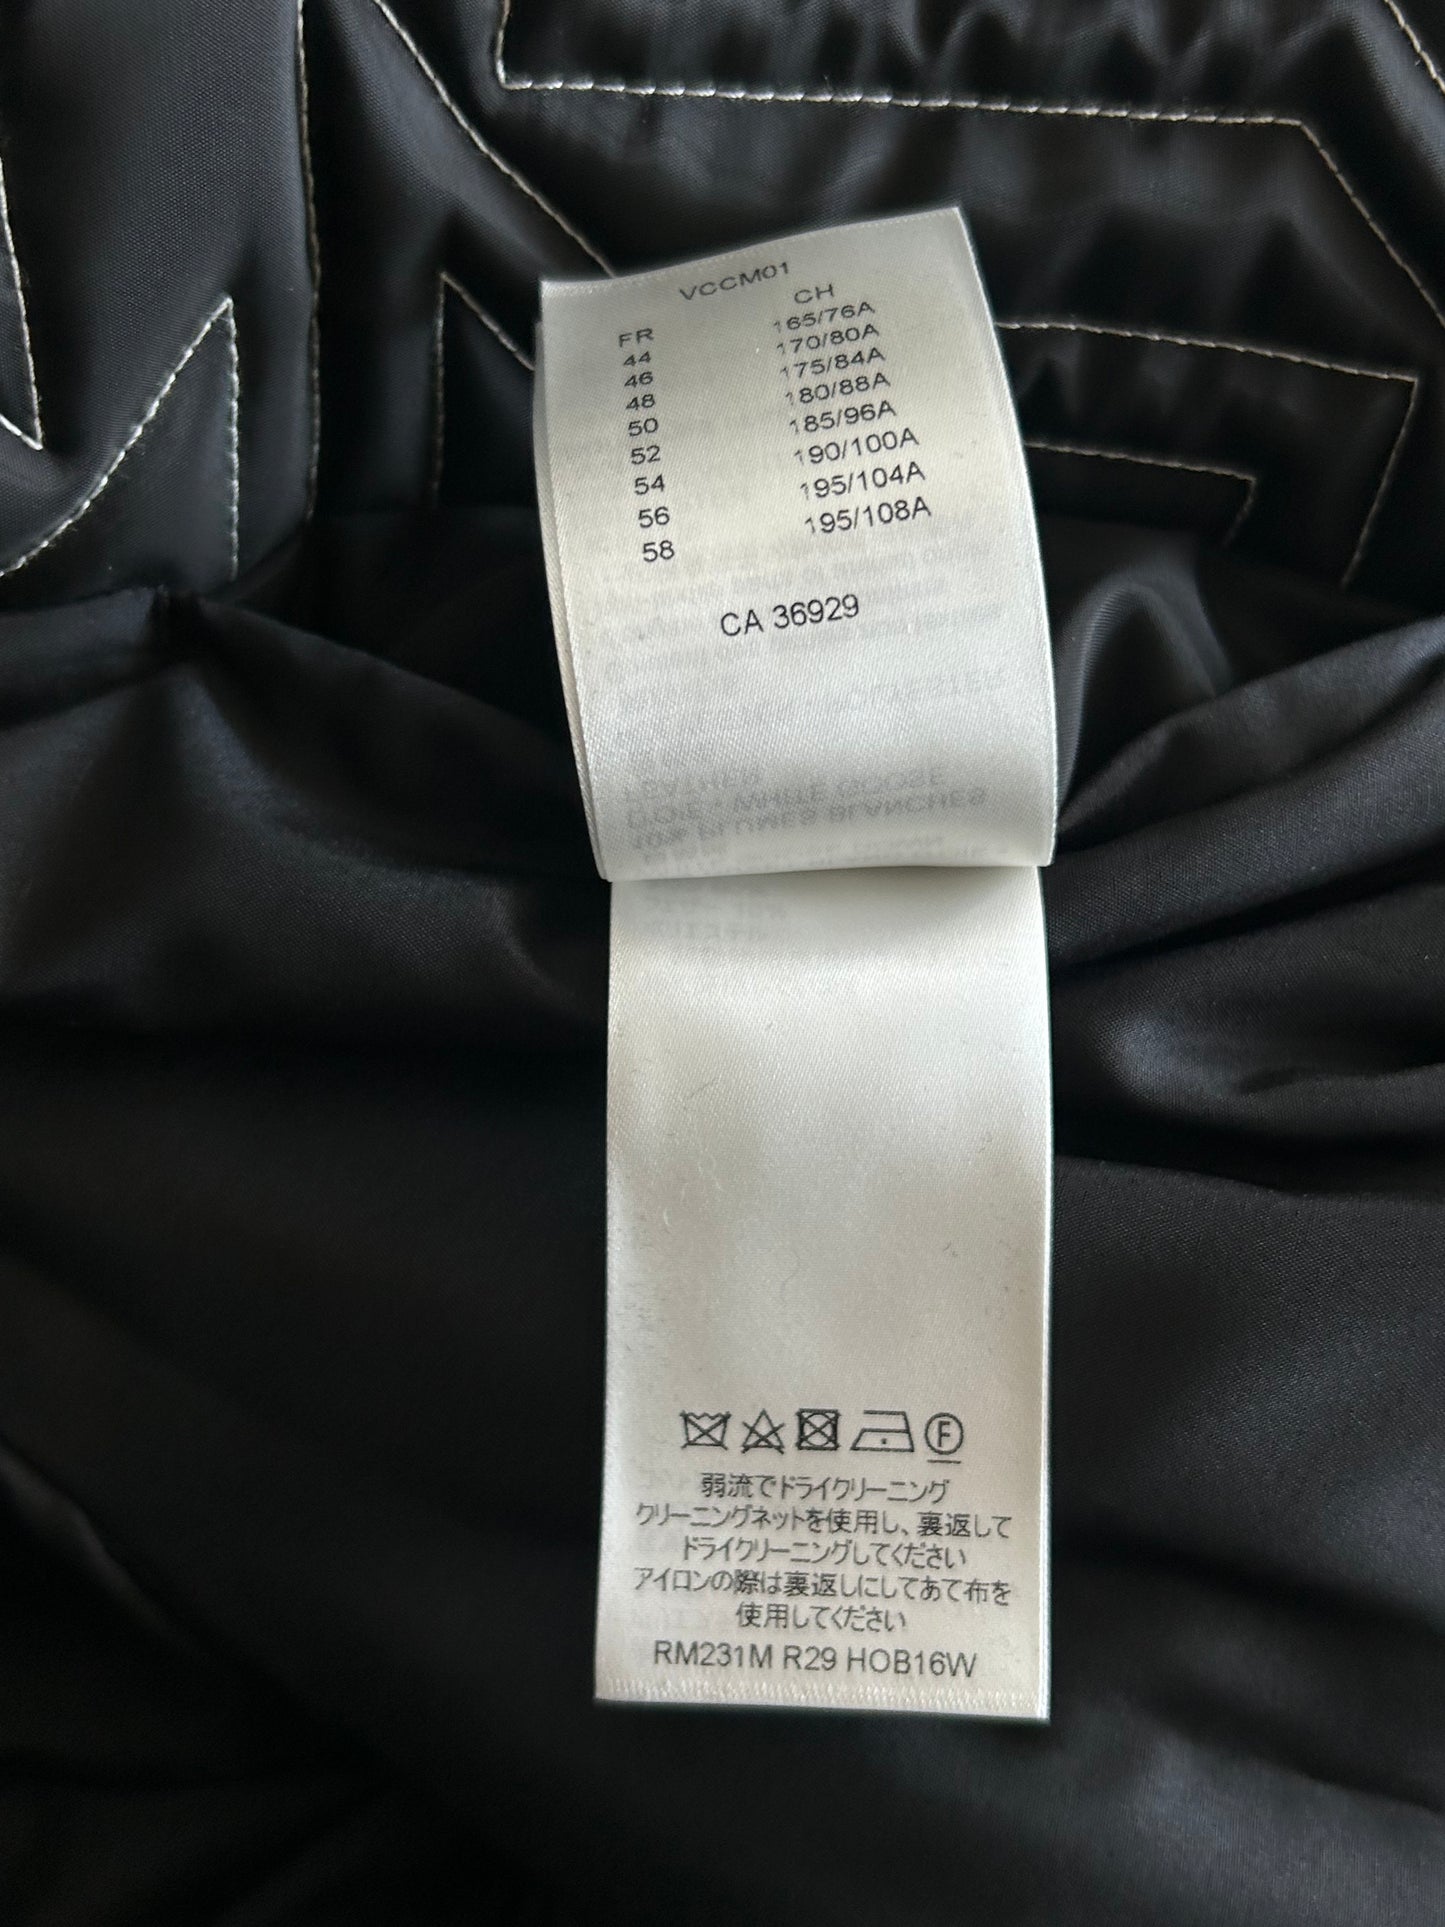 VCCM01
FR CH
44 165/76A
46 170/80A
48 175/84A
50 180/88A
52 185/96A
54 190/100A
56 195/104A
58 195/108A
CA 36929
F
弱流でドライクリーニング
クリーニングネットを使用し、裏返して
ドライクリーニングしてください
アイロンの際は裏返しにしてあて布を
使用してください
RM231M R29 HOB16W